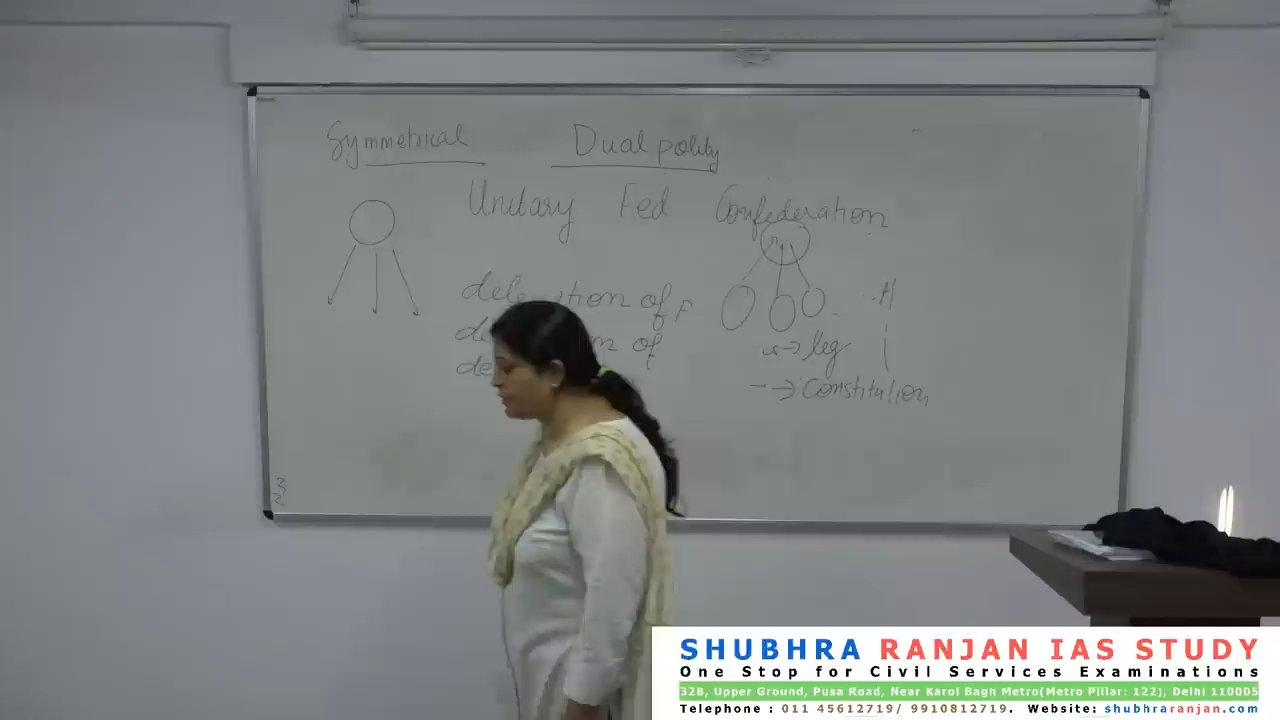 Symmetrical Dual polity
Unitary Fed Confederation
of F
of
→ leg
→ Constitution
SHUBHRA RANJAN IAS STUDY
One Stop for Civil Services Examinations
32B, Upper Ground, Pusa Road, Near Karol Bagh Metro(Metro Pillar: 122), Delhi 110005
Telephone : 011 45612719/ 9910812719. Website: shubhraranjan.com